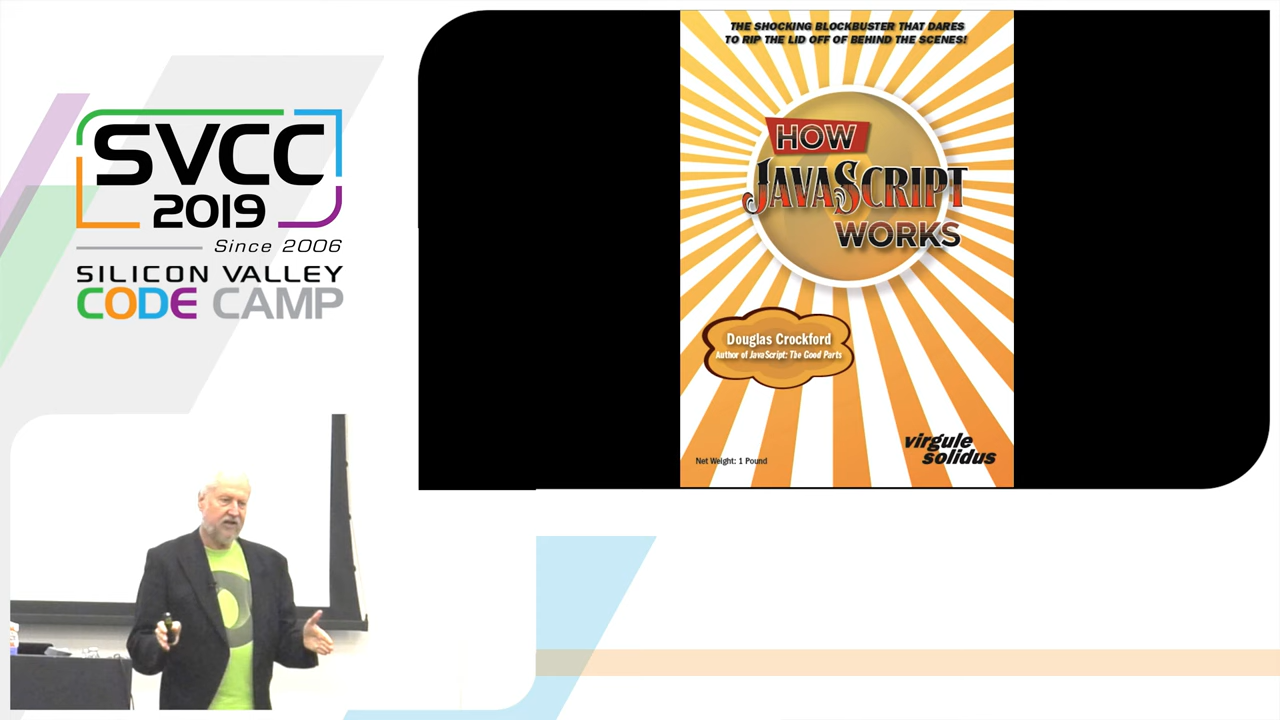 SVCC
2019
Since 2006
SILICON VALLEY
CODE CAMP
THE SHOCKING BLOCKBUSTER THAT DARES
TO RIP THE LID OFF OF BEHIND THE SCENES!
HOW
JAVASCRIPT
WORKS
Douglas Crockford
Author of JavaScript: The Good Parts
virgule
solidus
Net Weight: 1 Pound